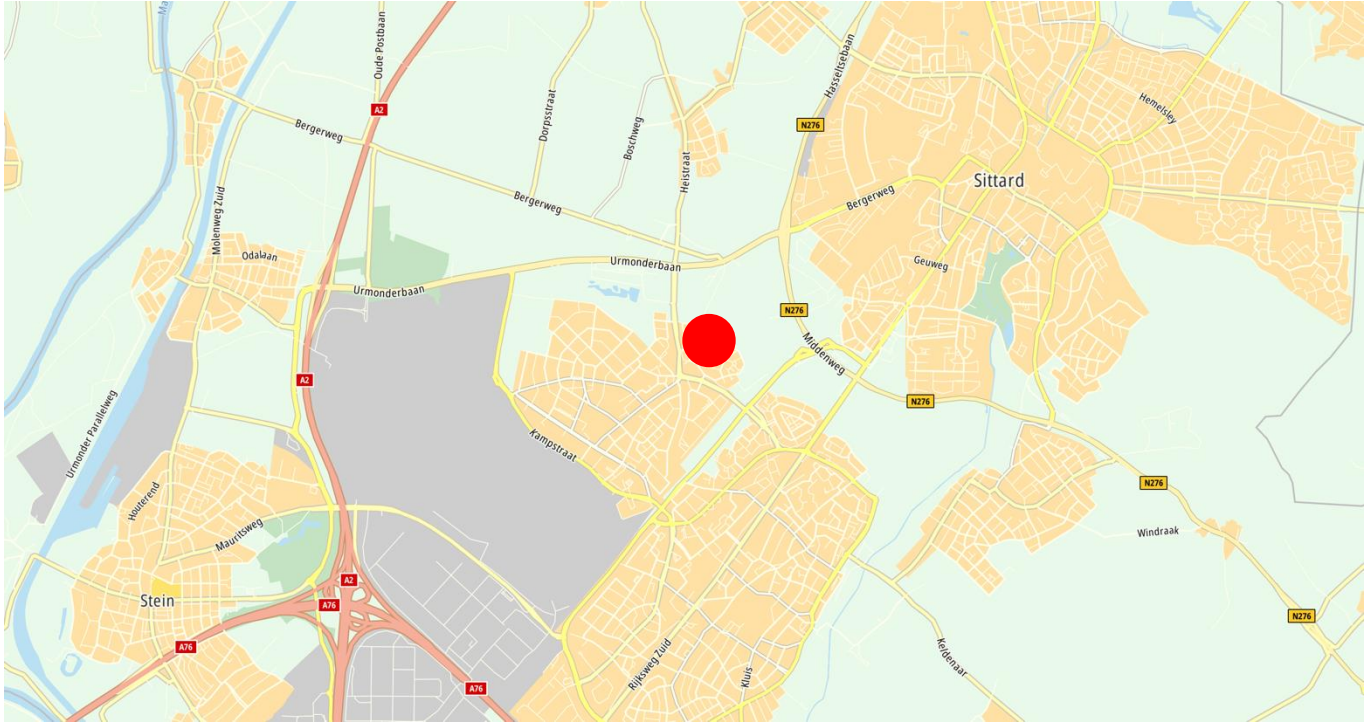 Ma
Oude Postbaan
A2
Bergerweg
Dorpsstraat
Boschweg
Heistraat
Hasseltsebaan
N276
Hemelsley
Sittard
Bergerweg
Bergerweg
Molenweg Zuid
Odalaan
Urmonderbaan
Geuweg
Urmonderbaan
N276
Middenweg
A2
N276
Urmonder Parallelweg
Kampstraat
Houterend
Mauritsweg
N276
Windraak
A2
Stein
A76
N276
A76
Rijksweg Zuid
Kluis
Keldenaar
A76